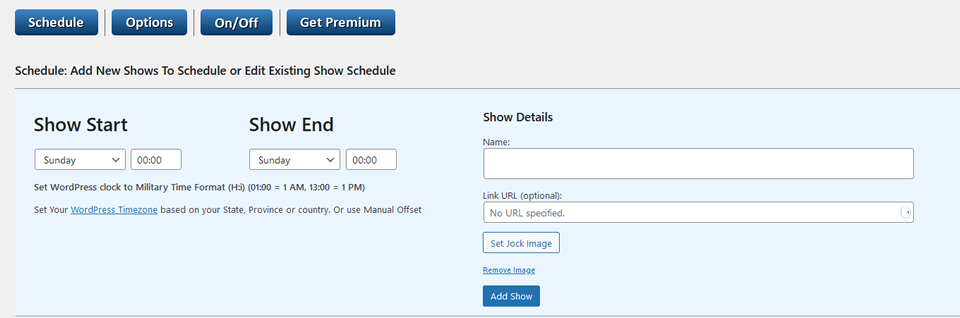 Schedule Options On/Off Get Premium
Schedule: Add New Shows To Schedule or Edit Existing Show Schedule
Show Start Show End
Sunday 00:00 Sunday 00:00
Set WordPress clock to Military Time Format (H:i) (01:00 = 1 AM, 13:00 = 1 PM)
Set Your WordPress Timezone based on your State, Province or country. Or use Manual Offset
Show Details
Name:
Link URL (optional):
No URL specified.
Set Jock Image
Remove Image
Add Show